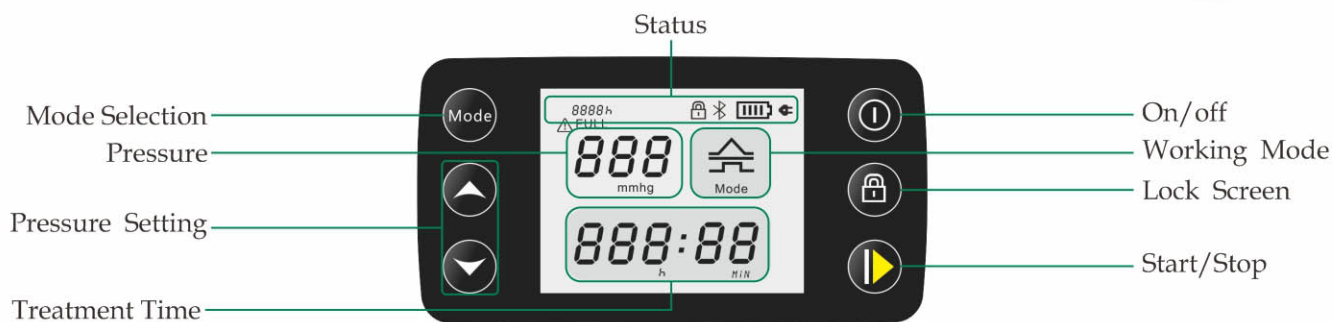 Status
Mode Selection
Mode
8888h
FULL
On/off
Pressure
888
mmhg
Mode
Working Mode
Lock Screen
Pressure Setting
888:88
h MIN
Start/Stop
Treatment Time